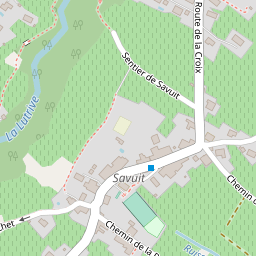 La Lutrive
Route de la Croix
Sentier de Savuit
Savuit
Chemin de
chet
Chemin de la
Ruis